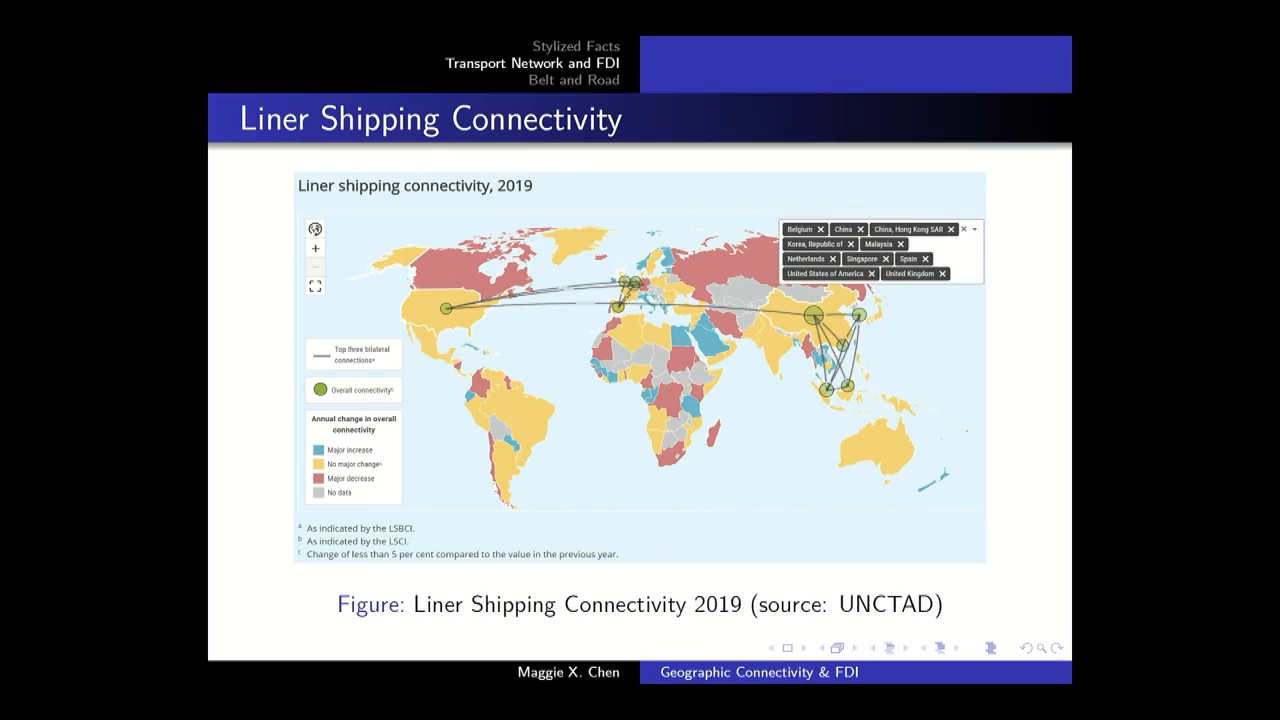 Stylized Facts
Transport Network and FDI
Belt and Road
Liner Shipping Connectivity
Liner shipping connectivity, 2019
Belgium ✕ China ✕ China, Hong Kong SAR ✕ ✕
Korea, Republic of ✕ Malaysia ✕
Netherlands ✕ Singapore ✕ Spain ✕
United States of America ✕ United Kingdom ✕
+
−
Top three bilateral
connectionsᵃ
Overall connectivityᵇ
Annual change in overall
connectivity
Major increase
No major changeᶜ
Major decrease
No data
ᵃ As indicated by the LSBCI.
ᵇ As indicated by the LSCI.
ᶜ Change of less than 5 per cent compared to the value in the previous year.
Figure: Liner Shipping Connectivity 2019 (source: UNCTAD)
Maggie X. Chen
Geographic Connectivity & FDI